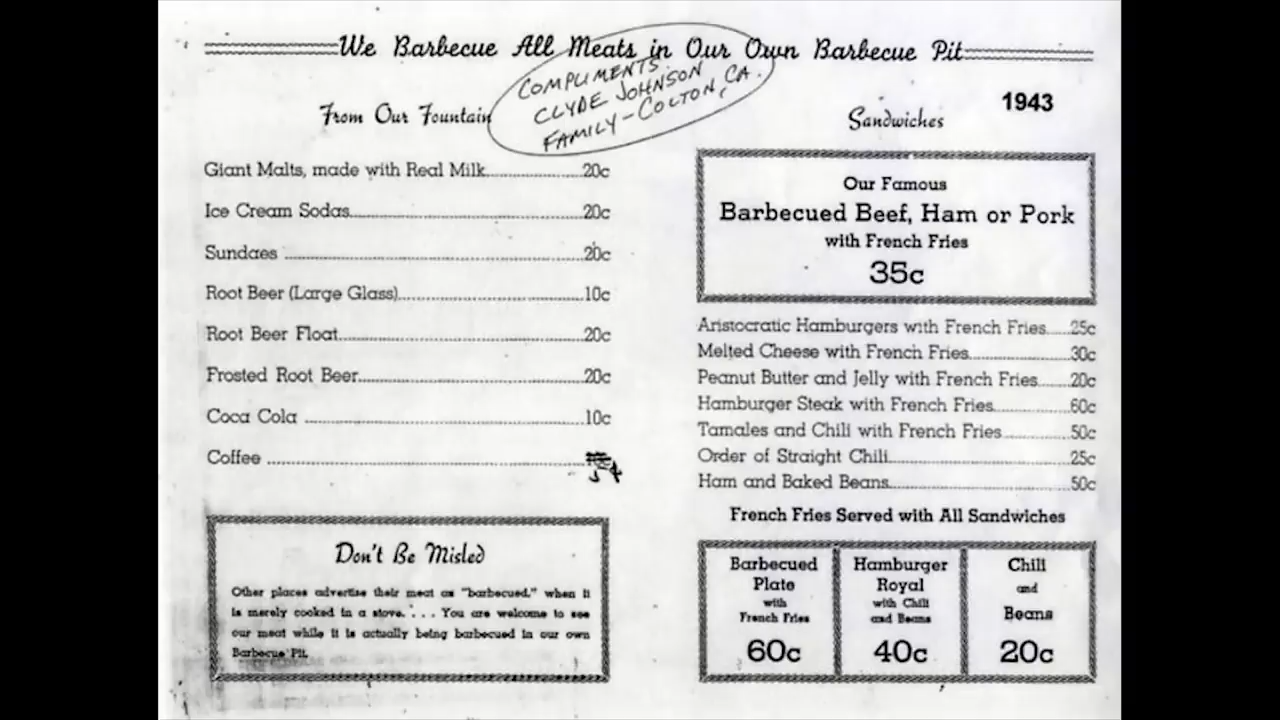 We Barbecue All Meats in Our Own Barbecue Pit
COMPLIMENTS
CLYDE JOHNSON
FAMILY - COLTON, CA.
1943
From Our Fountain
Giant Malts, made with Real Milk 20c
Ice Cream Sodas 20c
Sundaes 20c
Root Beer (Large Glass) 10c
Root Beer Float 20c
Frosted Root Beer 20c
Coca Cola 10c
Coffee
Don't Be Misled
Other places advertise their meat as "barbecued," when it
is merely cooked in a stove. . . . You are welcome to see
our meat while it is actually being barbecued in our own
Barbecue Pit.
Sandwiches
Our Famous
Barbecued Beef, Ham or Pork
with French Fries
35c
Aristocratic Hamburgers with French Fries 25c
Melted Cheese with French Fries 30c
Peanut Butter and Jelly with French Fries 20c
Hamburger Steak with French Fries 60c
Tamales and Chili with French Fries 50c
Order of Straight Chili 25c
Ham and Baked Beans 50c
French Fries Served with All Sandwiches
Barbecued
Plate
with
French Fries
60c
Hamburger
Royal
with Chili
and Beans
40c
Chili
and
Beans
20c